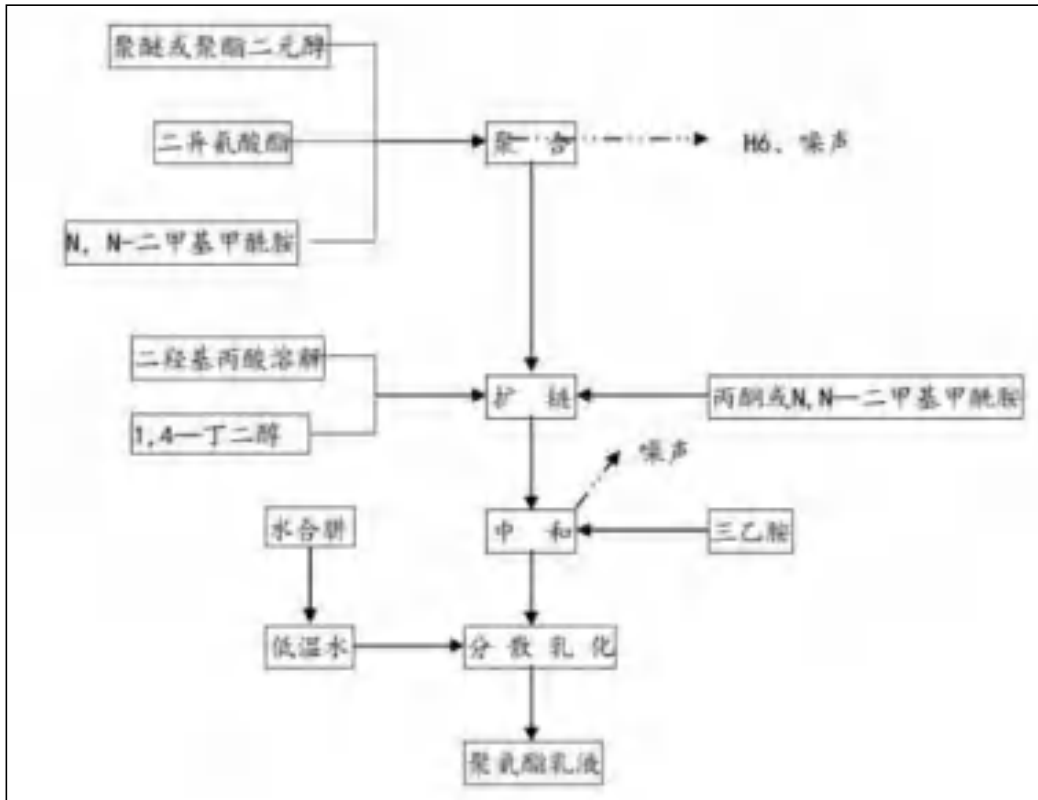 聚醚或聚酯二元醇
二异氰酸酯
聚 合
H6、噪声
N, N-二甲基甲酰胺
二羟基丙酸溶解
扩 链
丙酮或N,N—二甲基甲酰胺
1,4—丁二醇
噪声
水合肼
中 和
三乙胺
低温水
分 散 乳 化
聚氨酯乳液